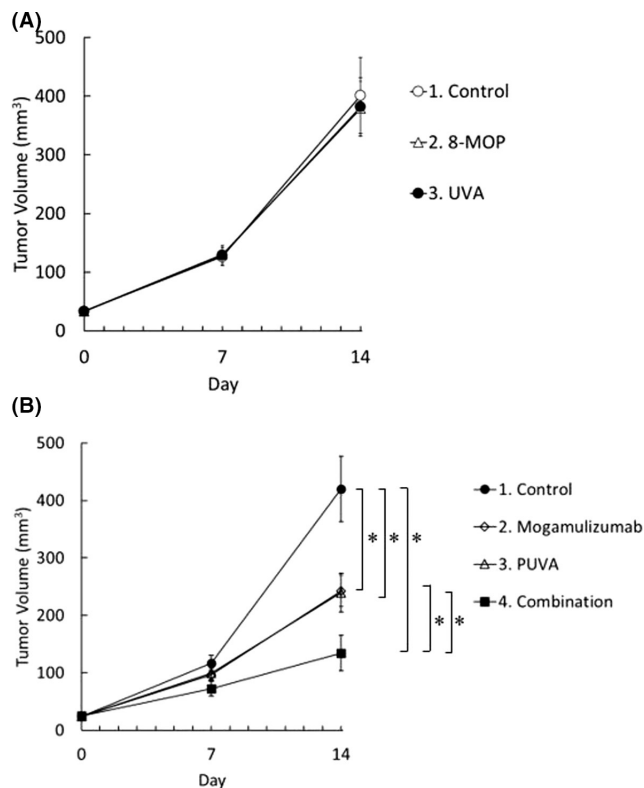 (A)
500
400
300
200
100
0
Tumor Volume (mm³)
0 7 14
Day
1. Control
2. 8-MOP
3. UVA
(B)
500
400
300
200
100
0
Tumor Volume (mm³)
0 7 14
Day
* * *
* *
1. Control
2. Mogamulizumab
3. PUVA
4. Combination